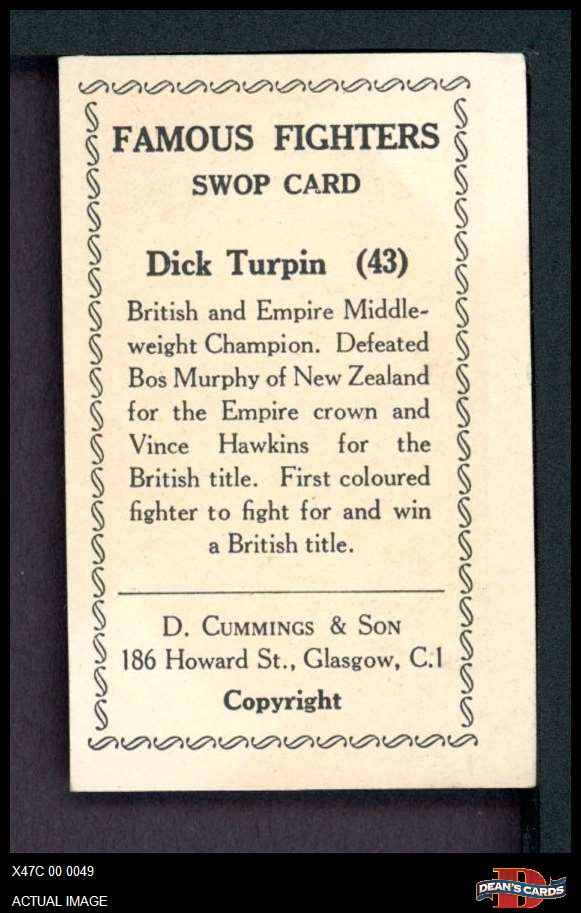 FAMOUS FIGHTERS
SWOP CARD
Dick Turpin (43)
British and Empire Middle-
weight Champion. Defeated
Bos Murphy of New Zealand
for the Empire crown and
Vince Hawkins for the
British title. First coloured
fighter to fight for and win
a British title.
D. CUMMINGS & SON
186 Howard St., Glasgow, C.1
Copyright
X47C 00 0049
ACTUAL IMAGE
D
DEAN'S CARDS